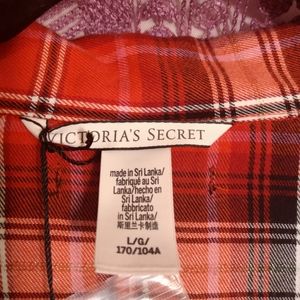 VICTORIA'S SECRET
made in Sri Lanka/
fabriqué au Sri
Lanka/hecho en
Sri Lanka/
fabbricato
in Sri Lanka/
斯里兰卡制造
L/G/
170/104A